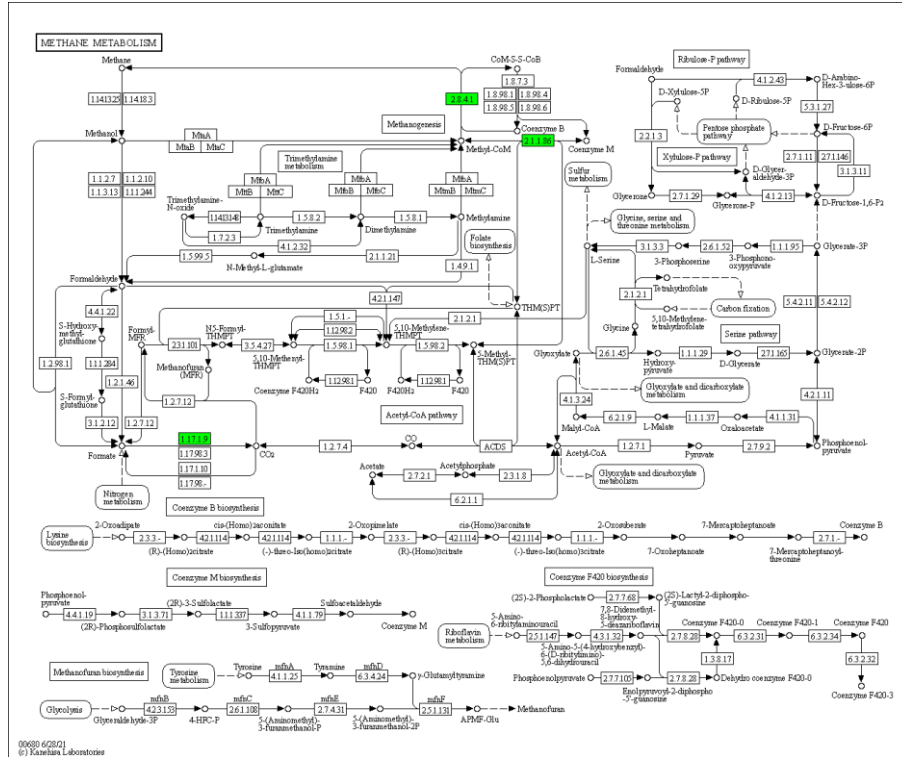 METHANE METABOLISM
Methane
CoM-S-S-CoB
Ribulose-P pathway
Formaldehyde
4.1.2.43
D-Arabino-
Hex-3-ulose-6P
1.14.13.25
1.14.18.3
1.8.7.3
1.8.98.1
1.8.98.4
1.8.98.5
1.8.98.6
2.8.4.1
D-Xylulose-5P
D-Ribulose-5P
5.3.1.27
Methanogenesis
Coenzyme B
Pentose phosphate
pathway
D-Fructose-6P
Methanol
MtaA
MtaB
MtaC
Methyl-CoM
2.1.1.86
Coenzyme M
2.2.1.3
Xylulose-P pathway
D-Glycer-
aldehyde-3P
2.7.1.11
2.7.1.146
3.1.3.11
Trimethylamine
metabolism
Sulfur
metabolism
1.1.2.7
1.1.2.10
1.1.3.13
1.1.1.244
MtbA
MttB
MttC
MtbA
MtbB
MtbC
MtbA
MtmB
MtmC
Glycerone
2.7.1.29
Glycerone-P
4.1.2.13
D-Fructose-1,6-P2
Trimethylamine-
N-oxide
1.14.13.148
Trimethylamine
1.5.8.2
Dimethylamine
1.5.8.1
Methylamine
Glycine, serine and
threonine metabolism
1.7.2.3
4.1.2.32
Folate
biosynthesis
L-Serine
3.1.3.3
3-Phosphoserine
2.6.1.52
3-Phosphono-
oxypyruvate
1.1.1.95
Glycerate-3P
1.5.99.5
N-Methyl-L-glutamate
2.1.1.21
1.4.9.1
Formaldehyde
4.2.1.147
THM(S)PT
2.1.2.1
Tetrahydrofolate
Carbon fixation
5,10-Methylene-
tetrahydrofolate
5.4.2.11
5.4.2.12
4.4.1.22
Formyl-
MFR
N5-Formyl-
THMPT
1.5.1.-
1.12.98.2
5,10-Methylene-
THMPT
2.1.2.1
Glycine
Serine pathway
S-Hydroxy-
methyl-glutathione
2.3.1.101
3.5.4.27
5,10-Methenyl-
THMPT
1.5.98.1
1.5.98.2
5-Methyl-
THM(S)PT
Glyoxylate
2.6.1.45
Hydroxy-
pyruvate
1.1.1.29
D-Glycerate
2.7.1.165
Glycerate-2P
1.2.98.1
1.1.1.284
1.2.1.46
Methanofuran
(MFR)
Coenzyme F420H2
1.12.98.1
F420
F420H2
1.12.98.1
F420
Glyoxylate and dicarboxylate
metabolism
S-Formyl-
glutathione
1.2.7.12
Acetyl-CoA pathway
4.1.3.24
4.2.1.11
3.1.2.12
1.2.7.12
Malyl-CoA
6.2.1.9
L-Malate
1.1.1.37
Oxaloacetate
4.1.1.31
Formate
1.17.1.9
1.17.98.3
1.17.1.10
1.17.98.-
CO2
1.2.7.4
CO
ACDS
Acetyl-CoA
1.2.7.1
Pyruvate
2.7.9.2
Phosphoenol-
pyruvate
Acetate
2.7.2.1
Acetylphosphate
2.3.1.8
6.2.1.1
Glyoxylate and dicarboxylate
metabolism
Nitrogen
metabolism
Coenzyme B biosynthesis
Lysine
biosynthesis
2-Oxoadipate
2.3.3.-
(R)-(Homo)2citrate
cis-(Homo)2aconitate
4.2.1.114
4.2.1.114
(-)-threo-Iso(homo)2citrate
1.1.1.-
2-Oxopimelate
2.3.3.-
(R)-(Homo)3citrate
cis-(Homo)3aconitate
4.2.1.114
4.2.1.114
(-)-threo-Iso(homo)3citrate
1.1.1.-
2-Oxosuberate
7-Oxoheptanoate
7-Mercaptoheptanoate
7-Mercaptoheptanoyl-
threonine
2.7.1.-
Coenzyme B
Coenzyme M biosynthesis
Phosphoenol-
pyruvate
4.4.1.19
(2R)-Phosphosulfolactate
3.1.3.71
(2R)-3-Sulfolactate
1.1.1.337
3-Sulfopyruvate
4.1.1.79
Sulfoacetaldehyde
Coenzyme M
Coenzyme F420 biosynthesis
(2S)-2-Phospholactate
2.7.7.68
(2S)-Lactyl-2-diphospho-
5'-guanosine
Riboflavin
metabolism
5-Amino-
6-ribitylaminouracil
2.5.1.147
5-Amino-5-(4-hydroxybenzyl)-
6-(D-ribitylimino)-
5,6-dihydrouracil
4.3.1.32
7,8-Didemethyl-
8-hydroxy-
5-deazariboflavin
2.7.8.28
Coenzyme F420-0
6.3.2.31
Coenzyme F420-1
6.3.2.34
Coenzyme F420
1.3.8.17
6.3.2.32
Phosphoenolpyruvate
2.7.7.105
Enolpyruvoyl-2-diphospho
-5'-guanosine
2.7.8.28
Dehydro coenzyme F420-0
Coenzyme F420-3
Methanofuran biosynthesis
Tyrosine
metabolism
Tyrosine
mfnA
4.1.1.25
Tyramine
mfnD
6.3.4.24
γ-Glutamyltyramine
Glycolysis
Glyceraldehyde-3P
mfnB
4.2.3.153
4-HFC-P
mfnC
2.6.1.108
5-(Aminomethyl)-
3-furanmethanol-P
mfnE
2.7.4.31
5-(Aminomethyl)-
3-furanmethanol-2P
mfnF
2.5.1.131
APMF-Glu
Methanofuran
00680 6/28/21
(c) Kanehisa Laboratories